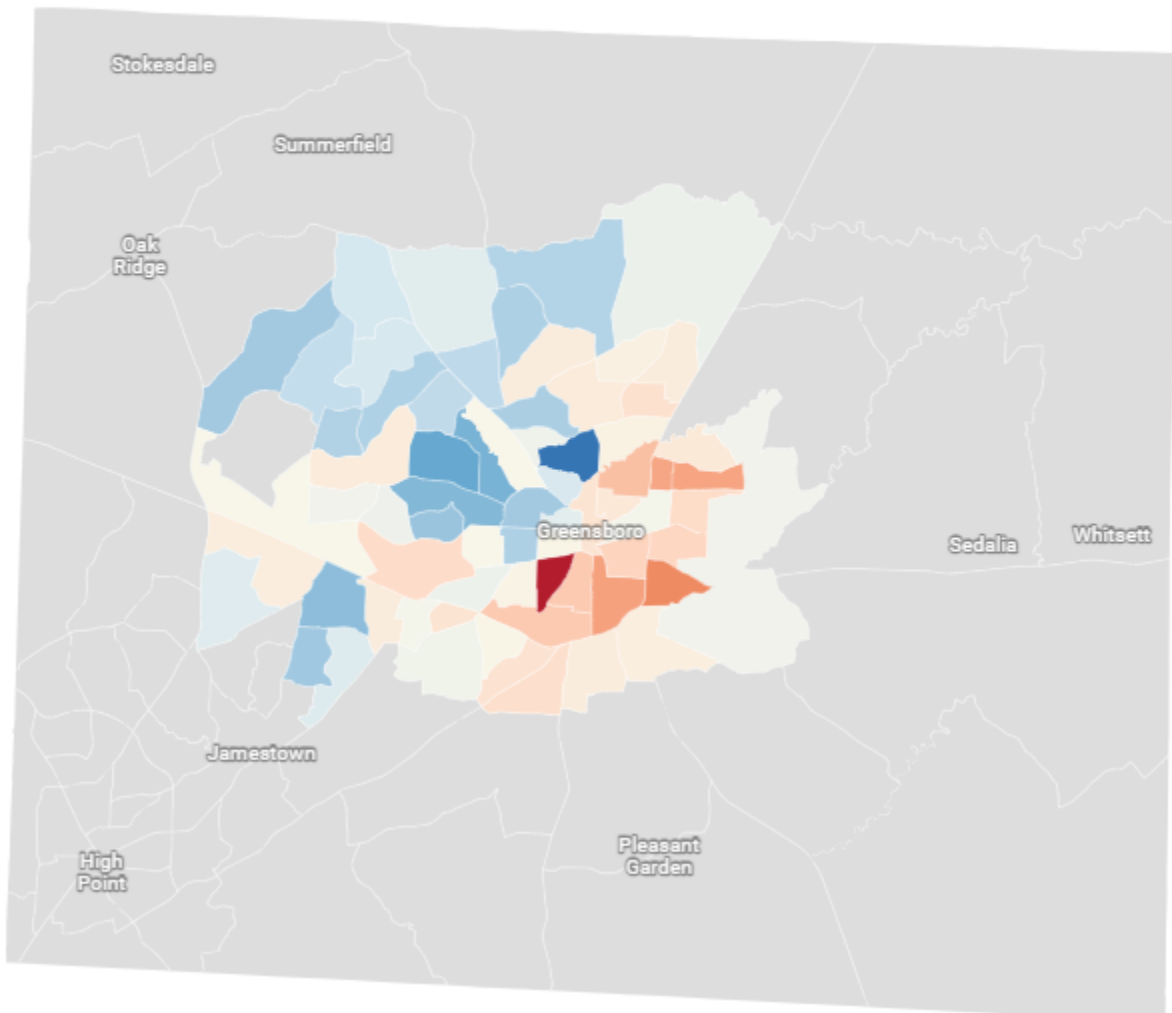 Stokesdale
Summerfield
Oak
Ridge
Greensboro
Sedalia
Whitsett
Jamestown
Pleasant
Garden
High
Point